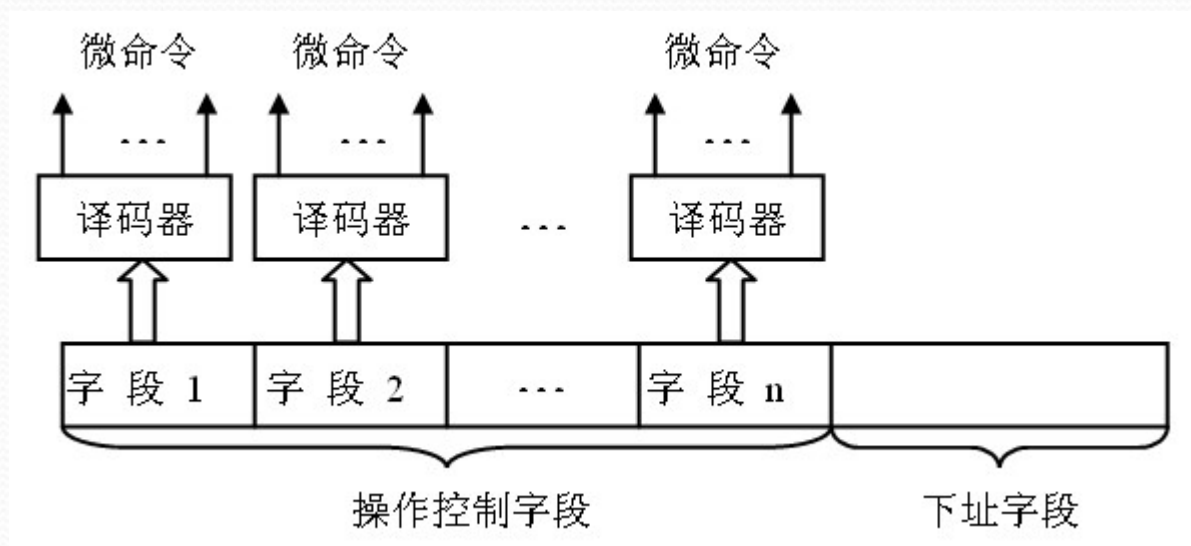 微命令 微命令 微命令
... ... ...
译码器 译码器 ... 译码器
字 段 1 字 段 2 ... 字 段 n
操作控制字段 下址字段